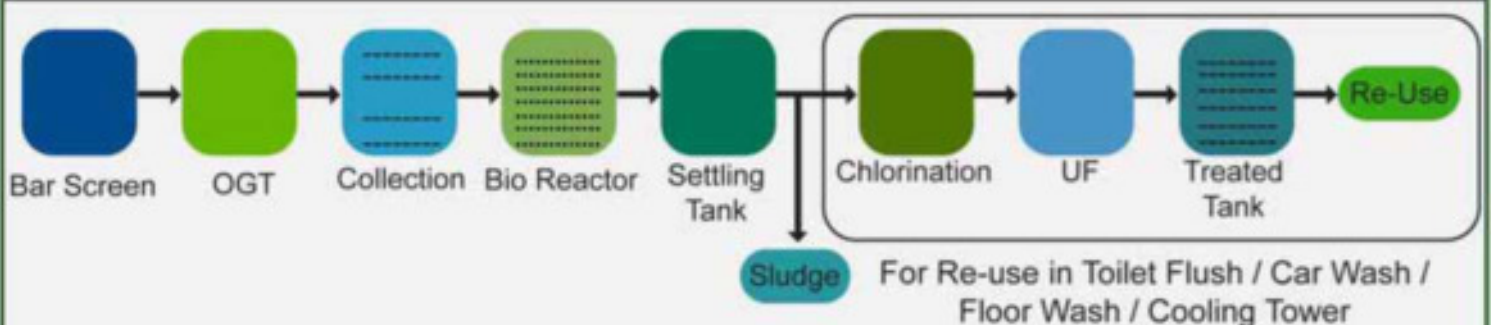 Bar Screen
OGT
Collection
Bio Reactor
Settling
Tank
Sludge
Chlorination
UF
Treated
Tank
Re-Use
For Re-use in Toilet Flush / Car Wash /
Floor Wash / Cooling Tower